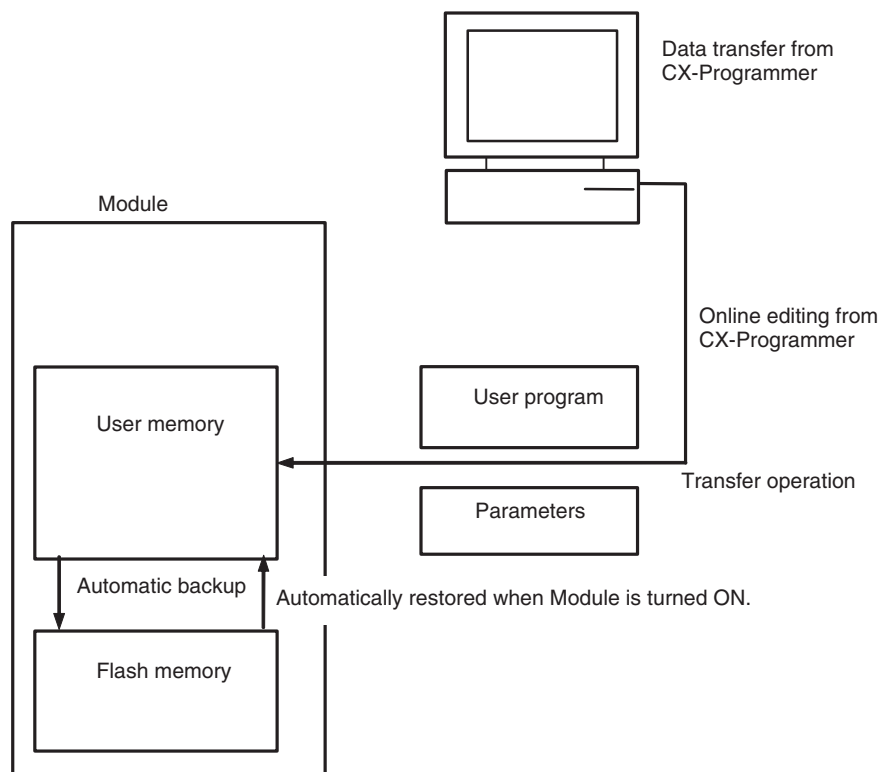 Data transfer from
CX-Programmer
Module
Online editing from
CX-Programmer
User program
User memory
Transfer operation
Parameters
Automatic backup
Automatically restored when Module is turned ON.
Flash memory